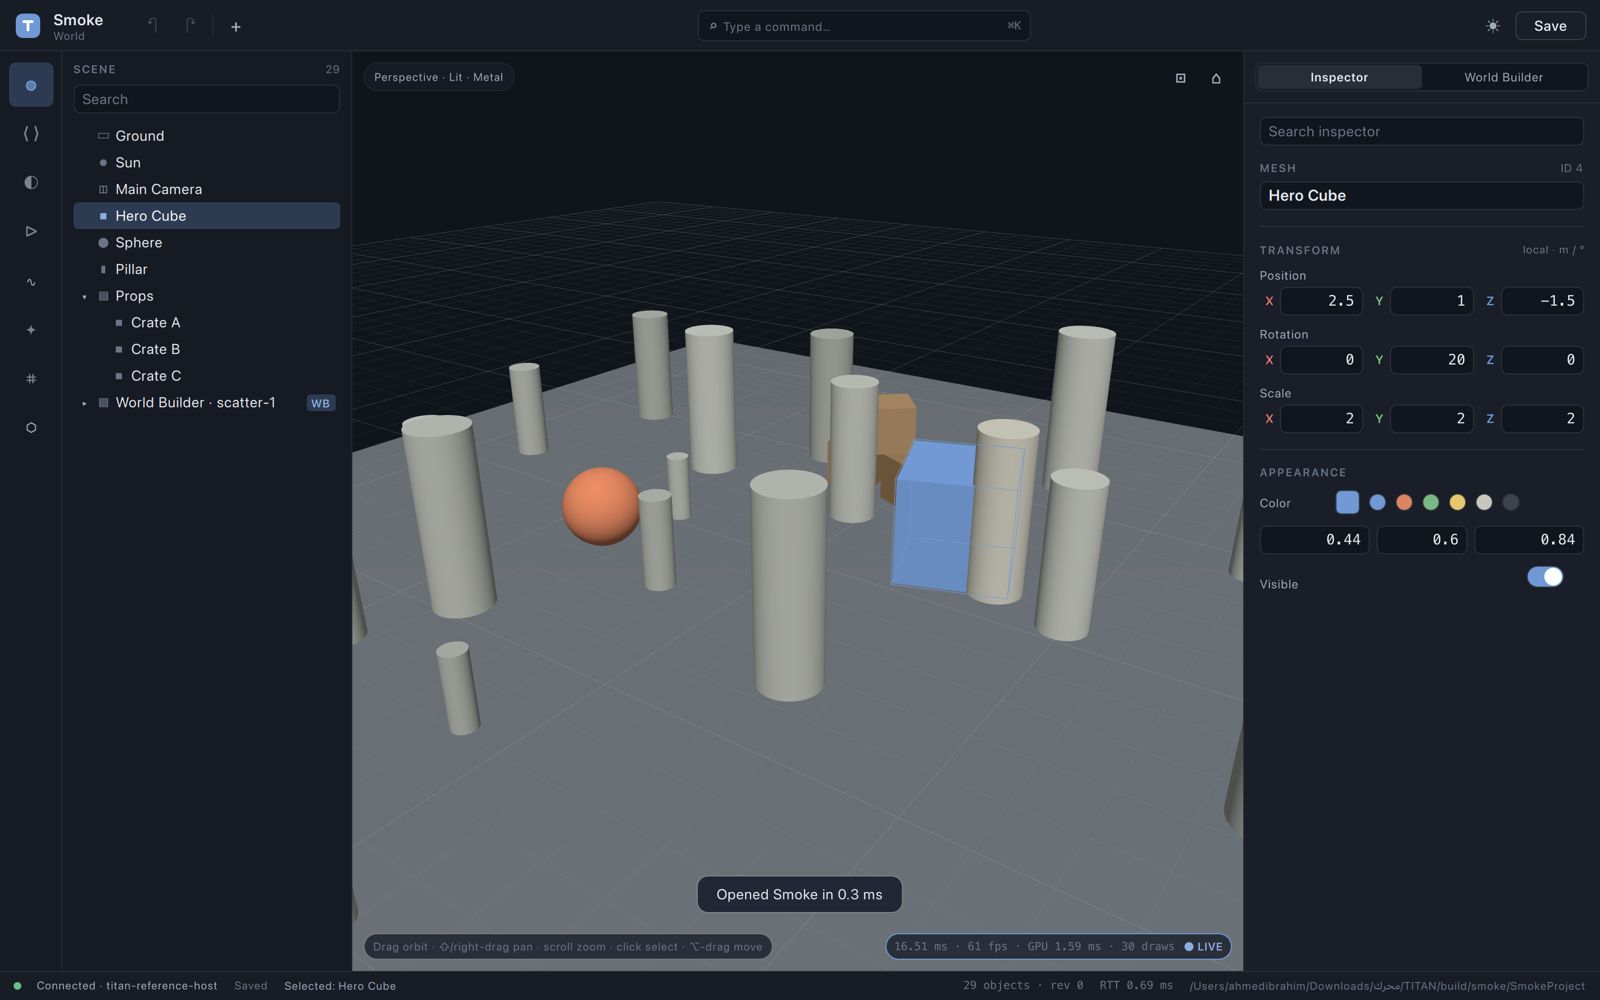 T Smoke
World
Type a command… ⌘K
Save
SCENE 29
Search
Ground
Sun
Main Camera
Hero Cube
Sphere
Pillar
Props
Crate A
Crate B
Crate C
World Builder · scatter-1 WB
Perspective · Lit · Metal
Opened Smoke in 0.3 ms
Drag orbit · ⇧/right-drag pan · scroll zoom · click select · ⌥-drag move
16.51 ms · 61 fps · GPU 1.59 ms · 30 draws LIVE
Inspector World Builder
Search inspector
MESH ID 4
Hero Cube
TRANSFORM local · m / °
Position
X 2.5 Y 1 Z −1.5
Rotation
X 0 Y 20 Z 0
Scale
X 2 Y 2 Z 2
APPEARANCE
Color
0.44 0.6 0.84
Visible
Connected · titan-reference-host Saved Selected: Hero Cube 29 objects · rev 0 RTT 0.69 ms /Users/ahmedibrahim/Downloads/محرك/TITAN/build/smoke/SmokeProject